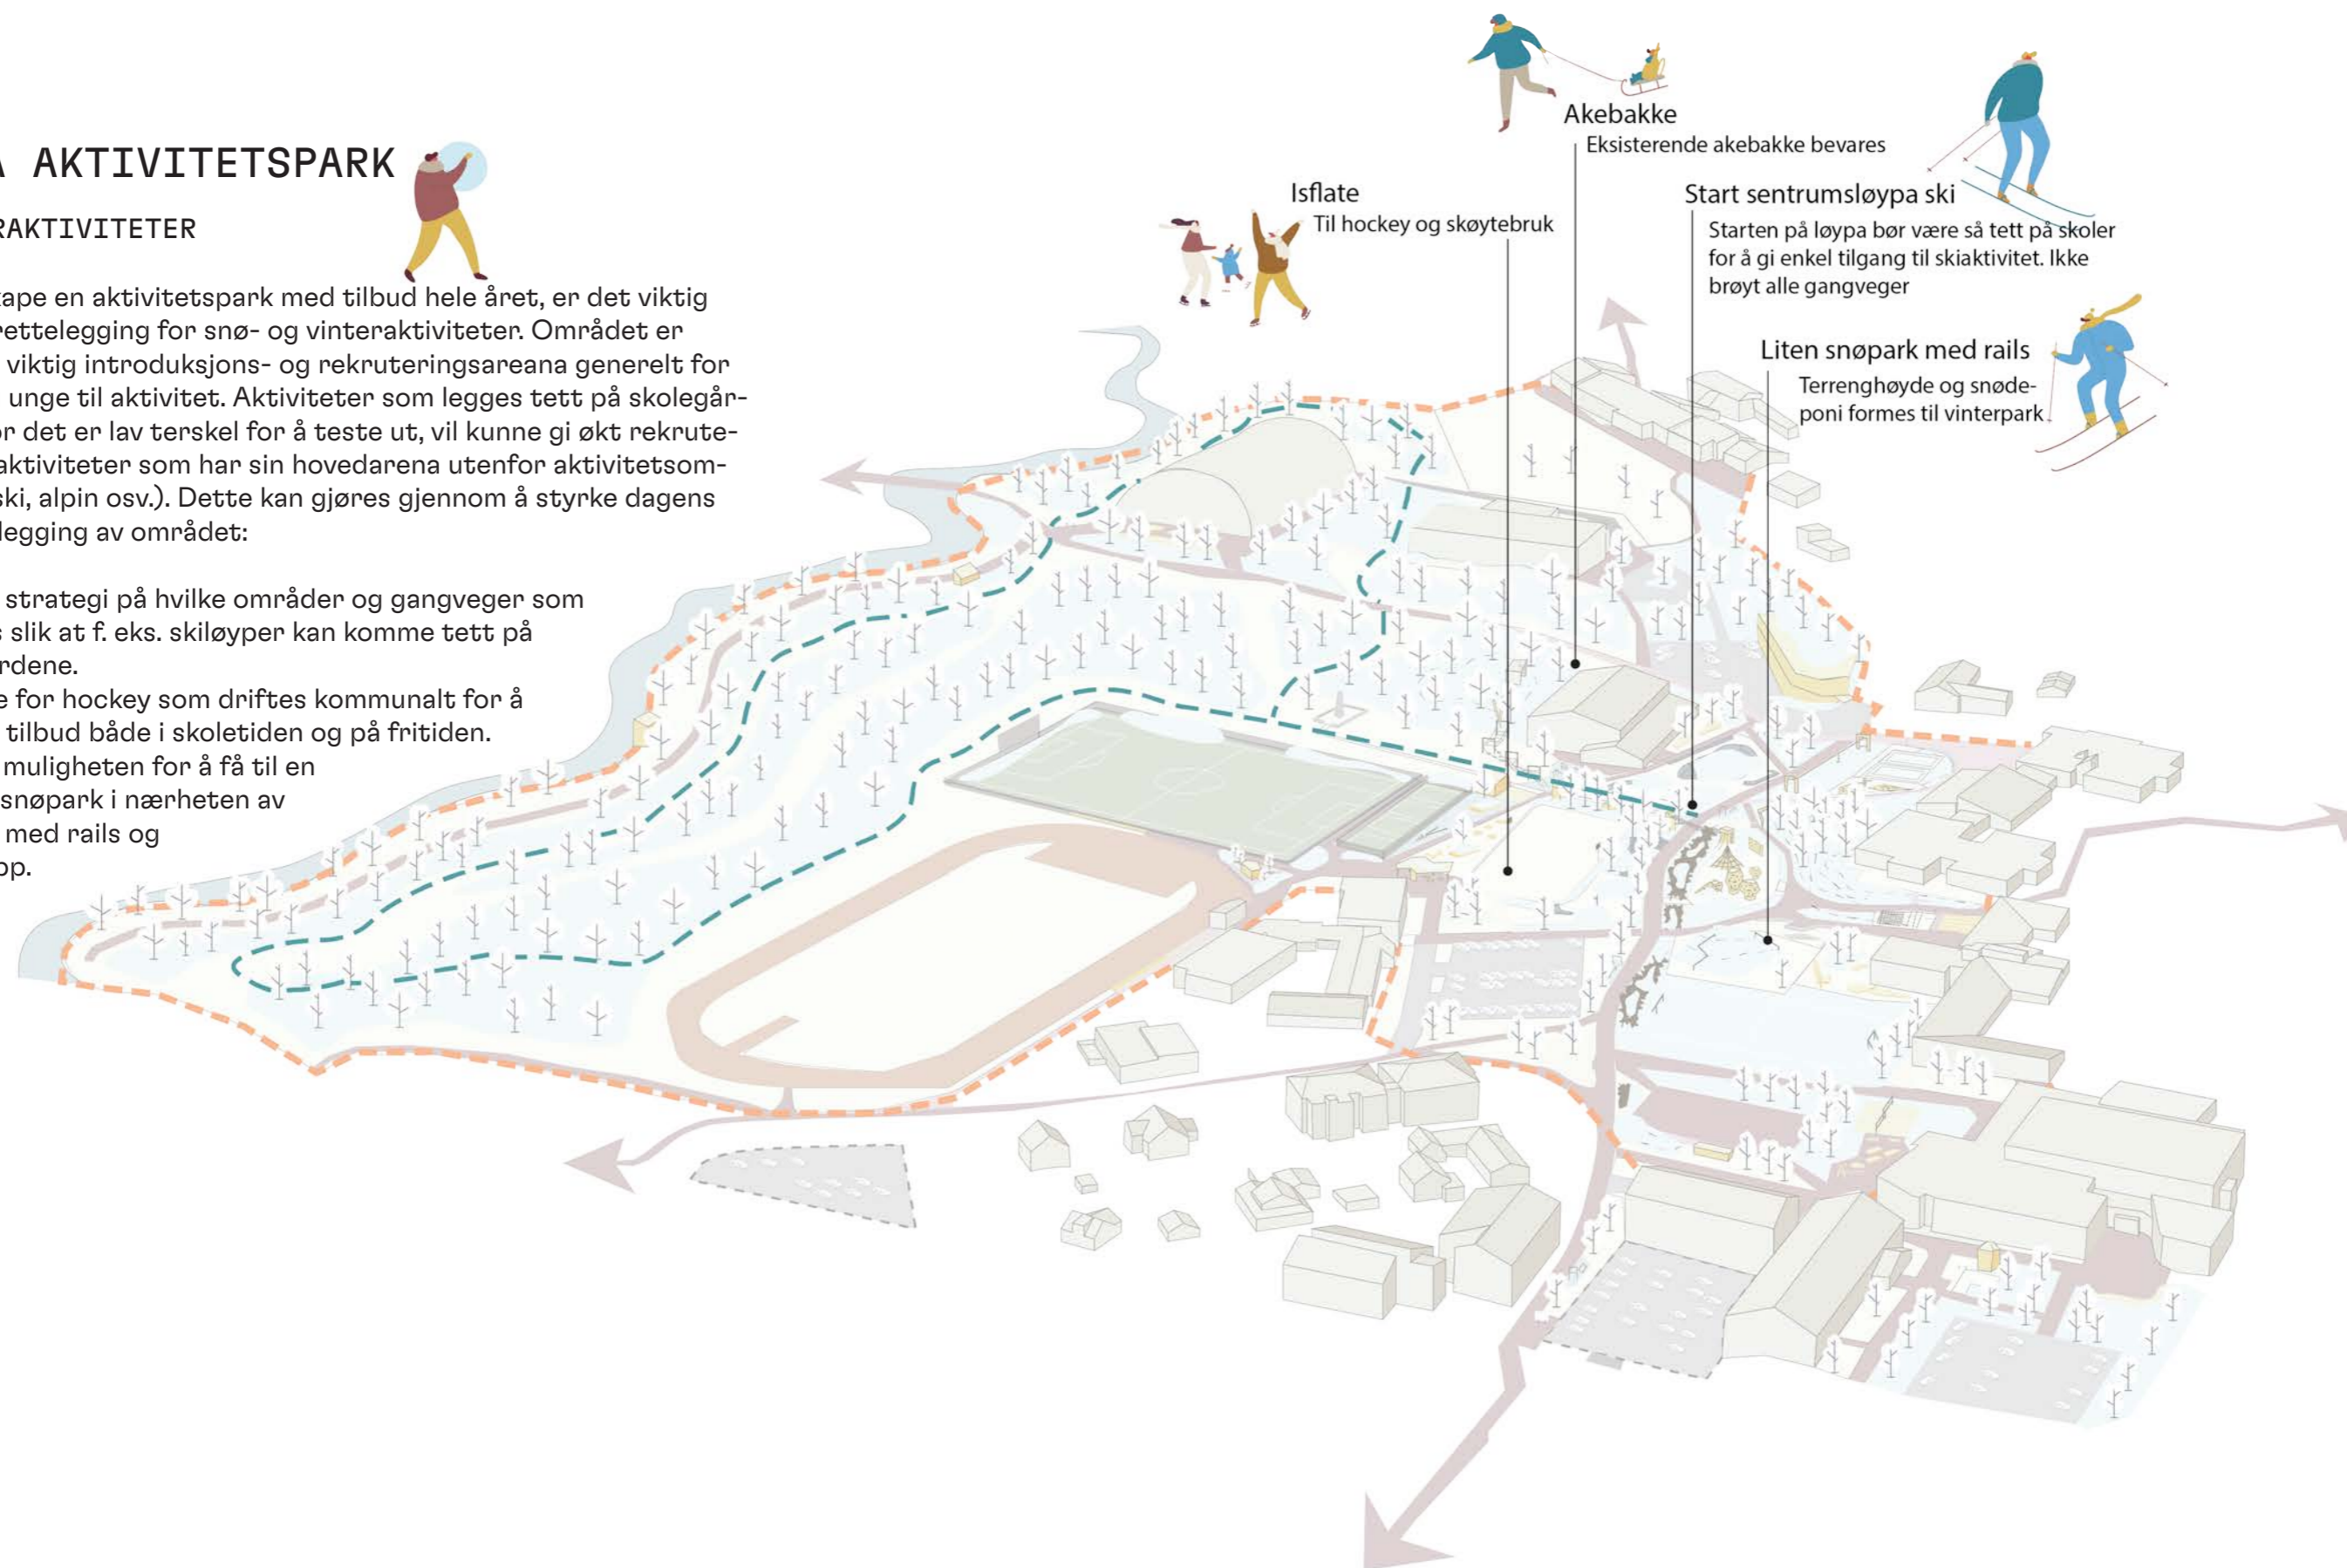 Å AKTIVITETSPARK
RAKTIVITETER
ape en aktivitetspark med tilbud hele året, er det viktig
rettelegging for snø- og vinteraktiviteter. Området er
viktig introduksjons- og rekruteringsareana generelt for
unge til aktivitet. Aktiviteter som legges tett på skolegår-
or det er lav terskel for å teste ut, vil kunne gi økt rekrute-
aktiviteter som har sin hovedarena utenfor aktivitetsom-
ski, alpin osv.). Dette kan gjøres gjennom å styrke dagens
legging av området:
strategi på hvilke områder og gangveger som
s slik at f. eks. skiløyper kan komme tett på
rdene.
e for hockey som driftes kommunalt for å
tilbud både i skoletiden og på fritiden.
muligheten for å få til en
snøpark i nærheten av
med rails og
pp.
Akebakke
Eksisterende akebakke bevares
Isflate
Til hockey og skøytebruk
Start sentrumsløypa ski
Starten på løypa bør være så tett på skoler
for å gi enkel tilgang til skiaktivitet. Ikke
brøyt alle gangveger
Liten snøpark med rails
Terrenghøyde og snøde-
poni formes til vinterpark